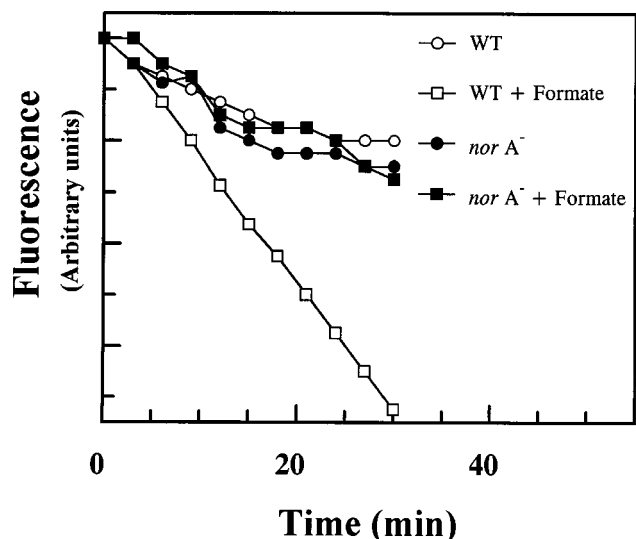 WT
WT + Formate
nor A⁻
nor A⁻ + Formate
Fluorescence
(Arbitrary units)
0
20
40
Time (min)